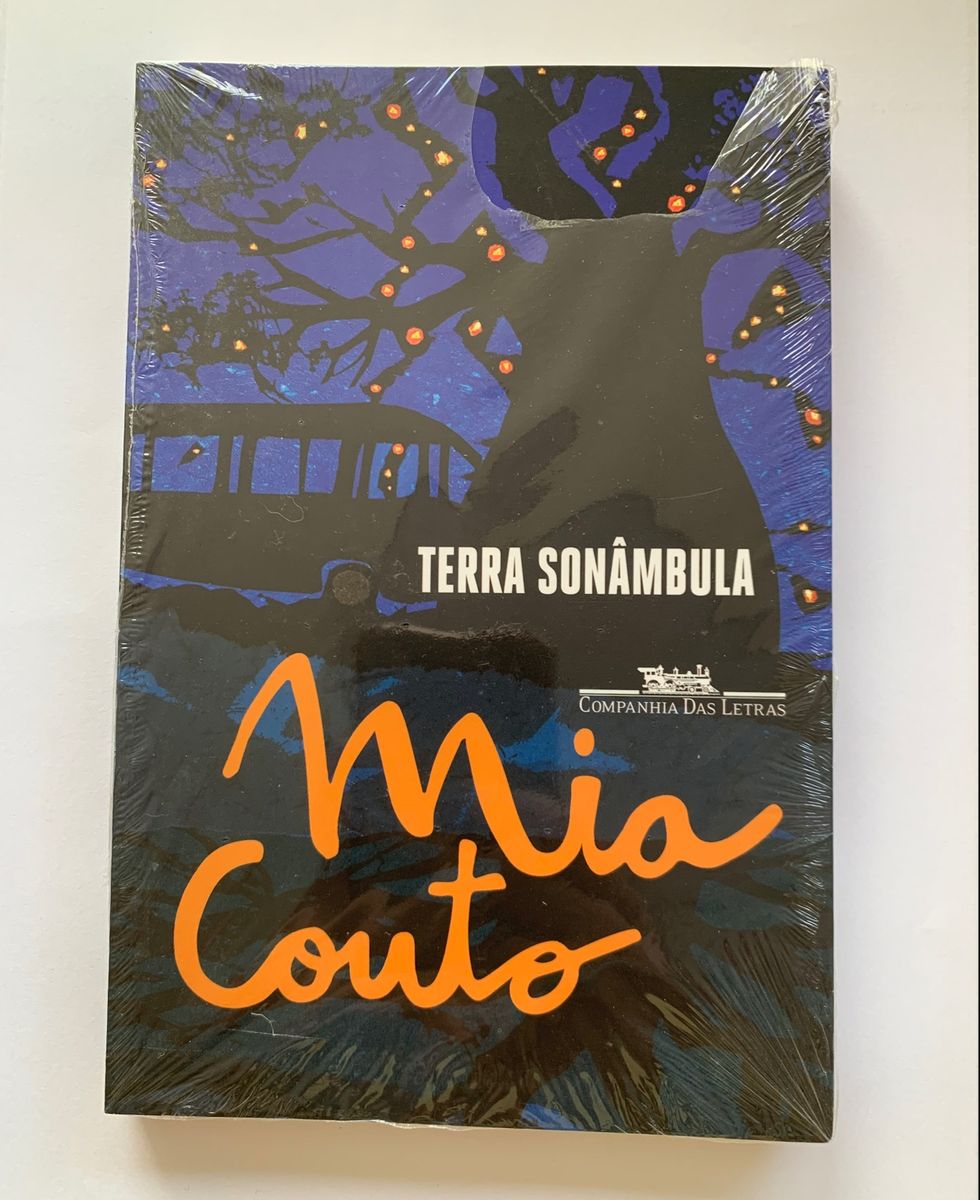 TERRA SONÂMBULA
COMPANHIA DAS LETRAS
Mia
Couto